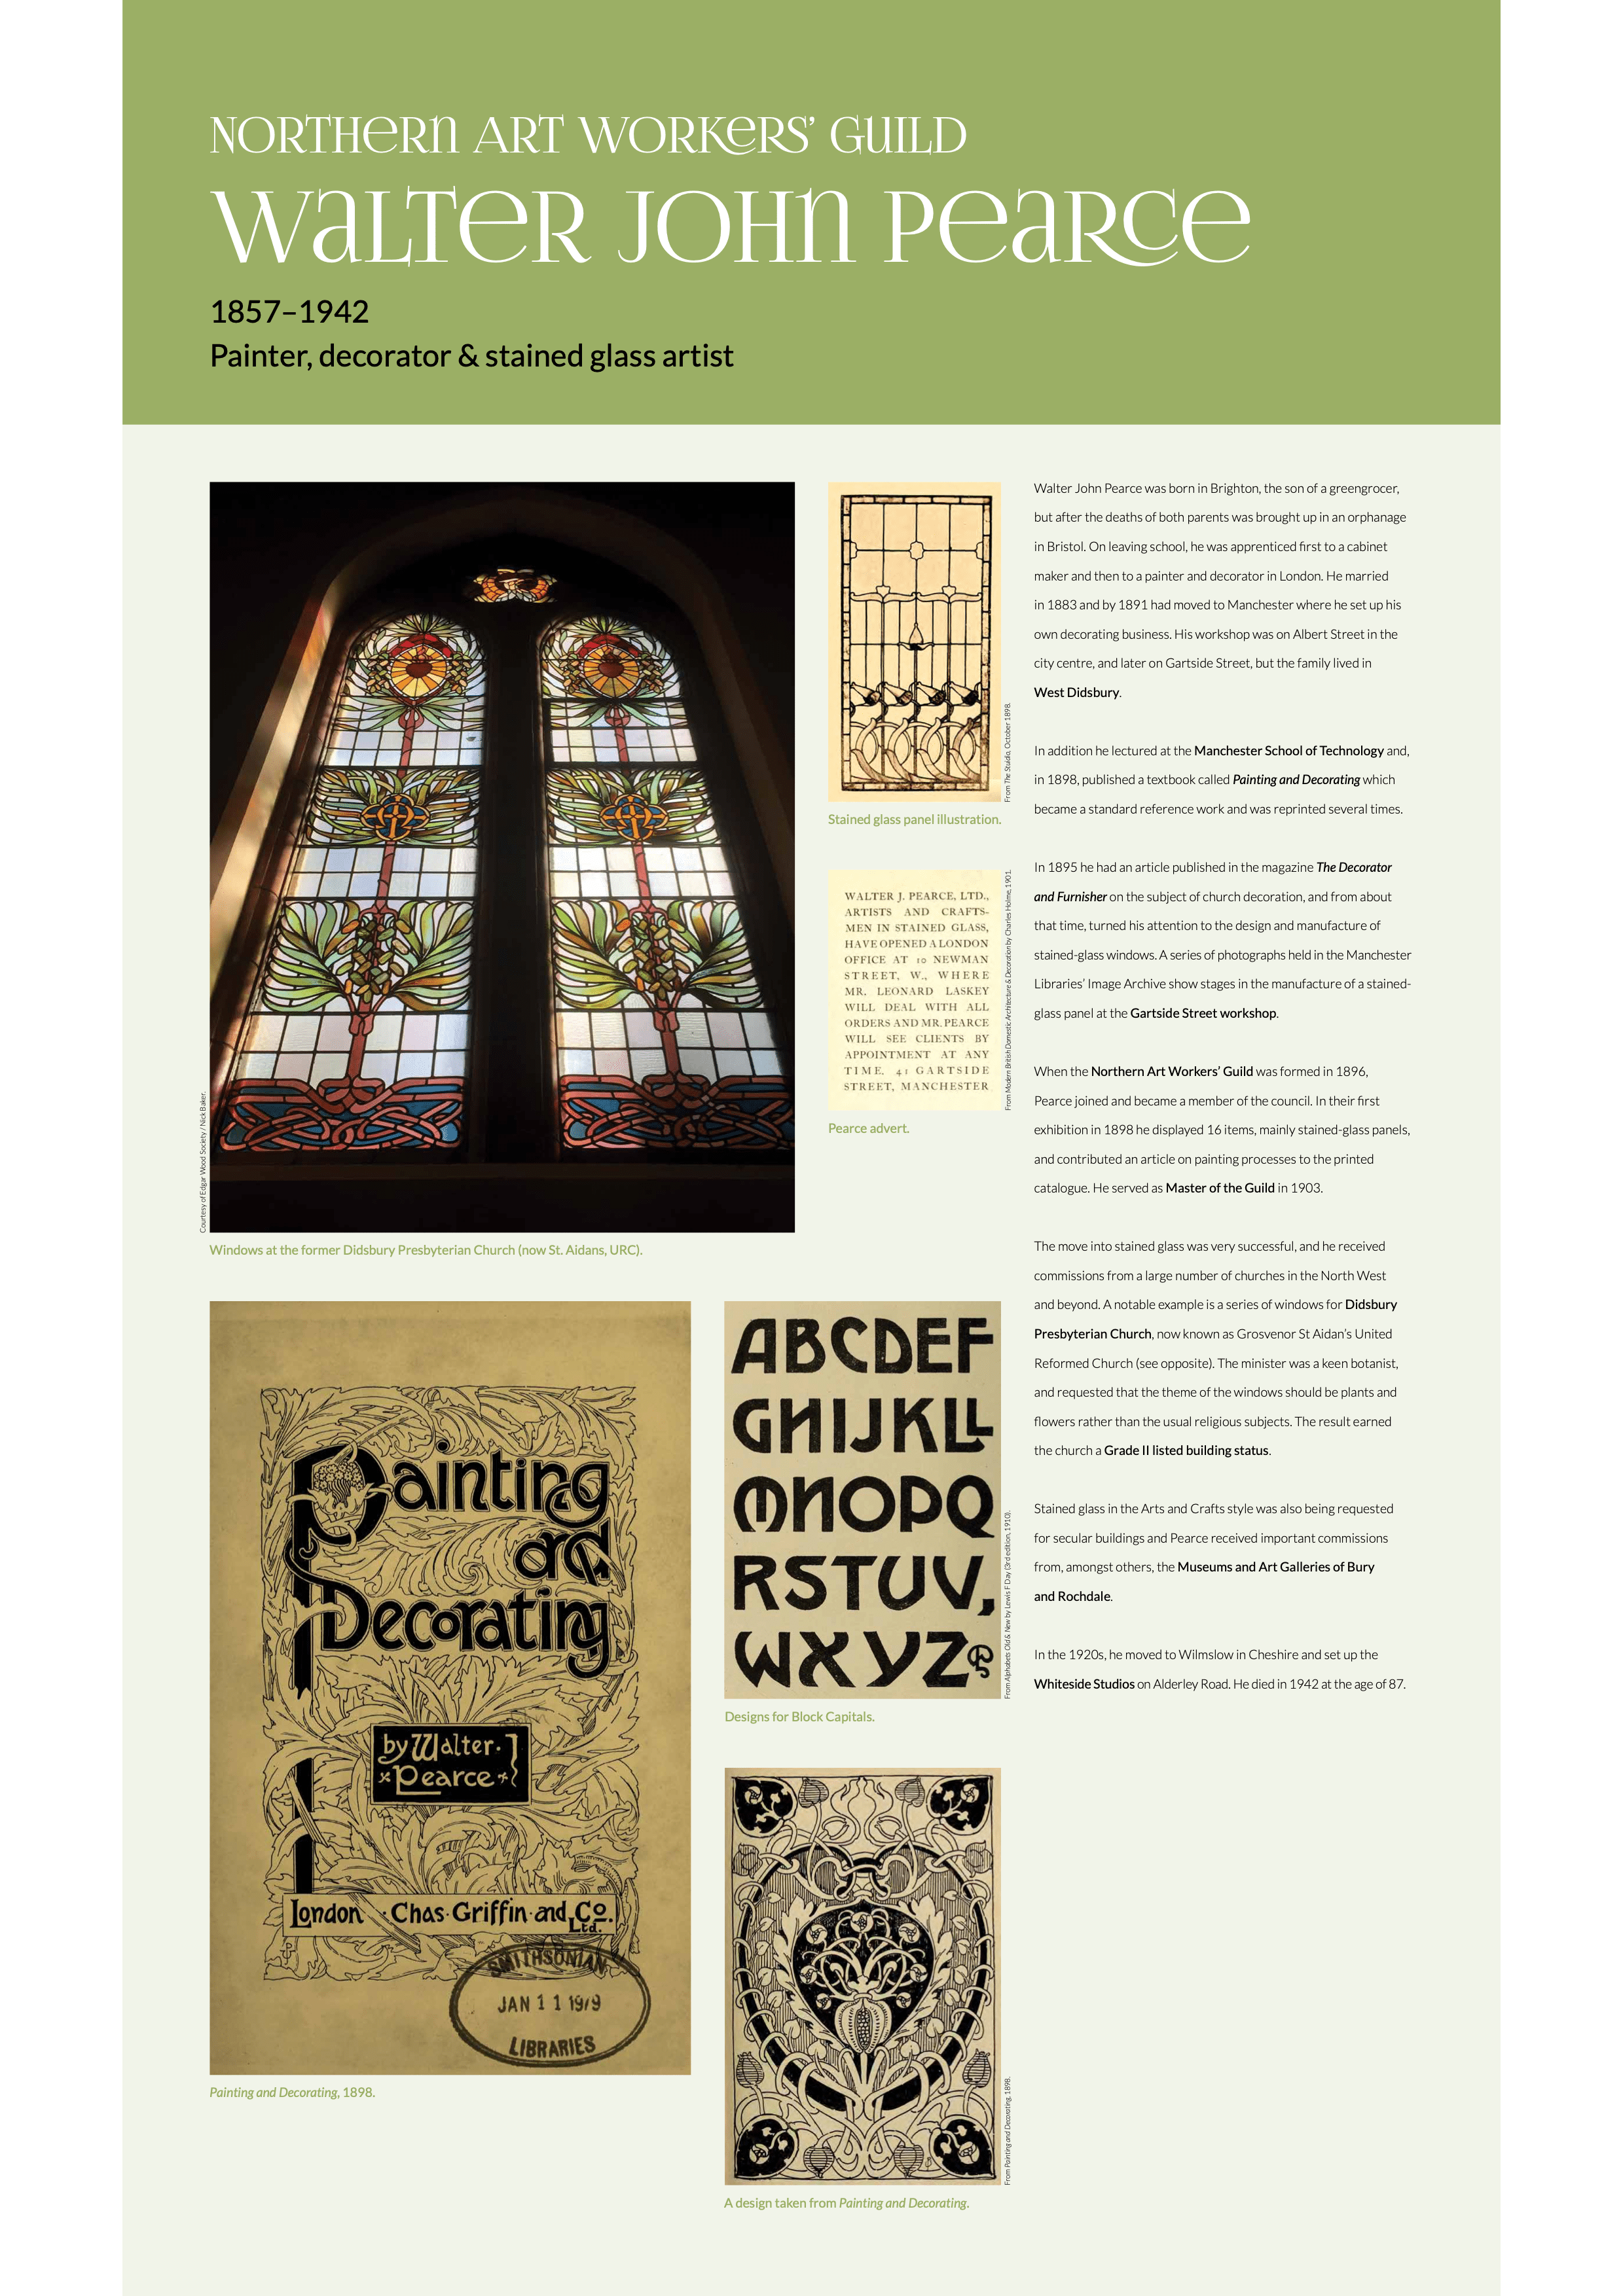 NORTHERN ART WORKERS' GUILD
WALTER JOHN PEARCE
1857–1942
Painter, decorator & stained glass artist
Courtesy of Edgar Wood Society / Nick Baker.
Windows at the former Didsbury Presbyterian Church (now St. Aidans, URC).
From The Studio, October 1898.
Stained glass panel illustration.
WALTER J. PEARCE, LTD.,
ARTISTS AND CRAFTS-
MEN IN STAINED GLASS,
HAVE OPENED A LONDON
OFFICE AT 10 NEWMAN
STREET, W., WHERE
MR. LEONARD LASKEY
WILL DEAL WITH ALL
ORDERS AND MR. PEARCE
WILL SEE CLIENTS BY
APPOINTMENT AT ANY
TIME. 41 GARTSIDE
STREET, MANCHESTER
From Modern British Domestic Architecture & Decoration by Charles Holme, 1901.
Pearce advert.
Painting
and
Decorating
by Walter.
Pearce
London · Chas · Griffin · and Co.
Ltd.
SMITHSONIAN
JAN 11 1979
LIBRARIES
Painting and Decorating, 1898.
ABCDEF
GHIJKLL
MNOPQ
RSTUV,
WXYZ&
From Alphabets Old & New by Lewis F Day (3rd edition, 1910).
Designs for Block Capitals.
From Painting and Decorating, 1898.
A design taken from Painting and Decorating.
Walter John Pearce was born in Brighton, the son of a greengrocer,
but after the deaths of both parents was brought up in an orphanage
in Bristol. On leaving school, he was apprenticed first to a cabinet
maker and then to a painter and decorator in London. He married
in 1883 and by 1891 had moved to Manchester where he set up his
own decorating business. His workshop was on Albert Street in the
city centre, and later on Gartside Street, but the family lived in
West Didsbury.
In addition he lectured at the Manchester School of Technology and,
in 1898, published a textbook called Painting and Decorating which
became a standard reference work and was reprinted several times.
In 1895 he had an article published in the magazine The Decorator
and Furnisher on the subject of church decoration, and from about
that time, turned his attention to the design and manufacture of
stained-glass windows. A series of photographs held in the Manchester
Libraries' Image Archive show stages in the manufacture of a stained-
glass panel at the Gartside Street workshop.
When the Northern Art Workers' Guild was formed in 1896,
Pearce joined and became a member of the council. In their first
exhibition in 1898 he displayed 16 items, mainly stained-glass panels,
and contributed an article on painting processes to the printed
catalogue. He served as Master of the Guild in 1903.
The move into stained glass was very successful, and he received
commissions from a large number of churches in the North West
and beyond. A notable example is a series of windows for Didsbury
Presbyterian Church, now known as Grosvenor St Aidan's United
Reformed Church (see opposite). The minister was a keen botanist,
and requested that the theme of the windows should be plants and
flowers rather than the usual religious subjects. The result earned
the church a Grade II listed building status.
Stained glass in the Arts and Crafts style was also being requested
for secular buildings and Pearce received important commissions
from, amongst others, the Museums and Art Galleries of Bury
and Rochdale.
In the 1920s, he moved to Wilmslow in Cheshire and set up the
Whiteside Studios on Alderley Road. He died in 1942 at the age of 87.